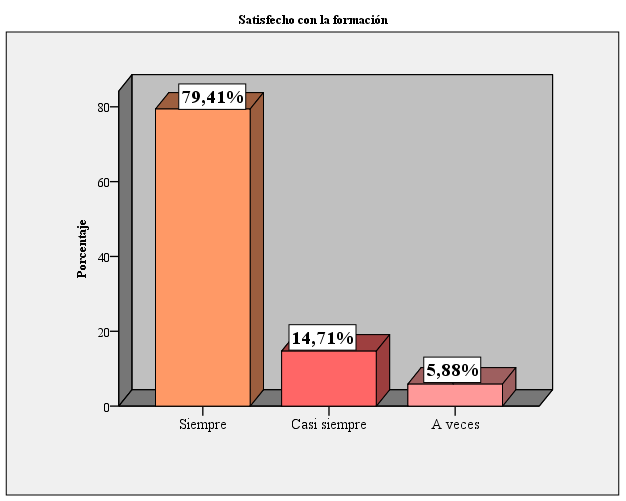 Satisfecho con la formación
Porcentaje
80
60
40
20
0
79,41%
14,71%
5,88%
Siempre
Casi siempre
A veces